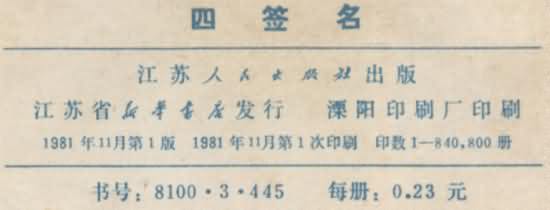 四签名
江苏人民出版社出版
江苏省新华书店发行 溧阳印刷厂印刷
1981年11月第1版 1981年11月第1次印刷 印数1—840,800册
书号：8100·3·445 每册：0.23元